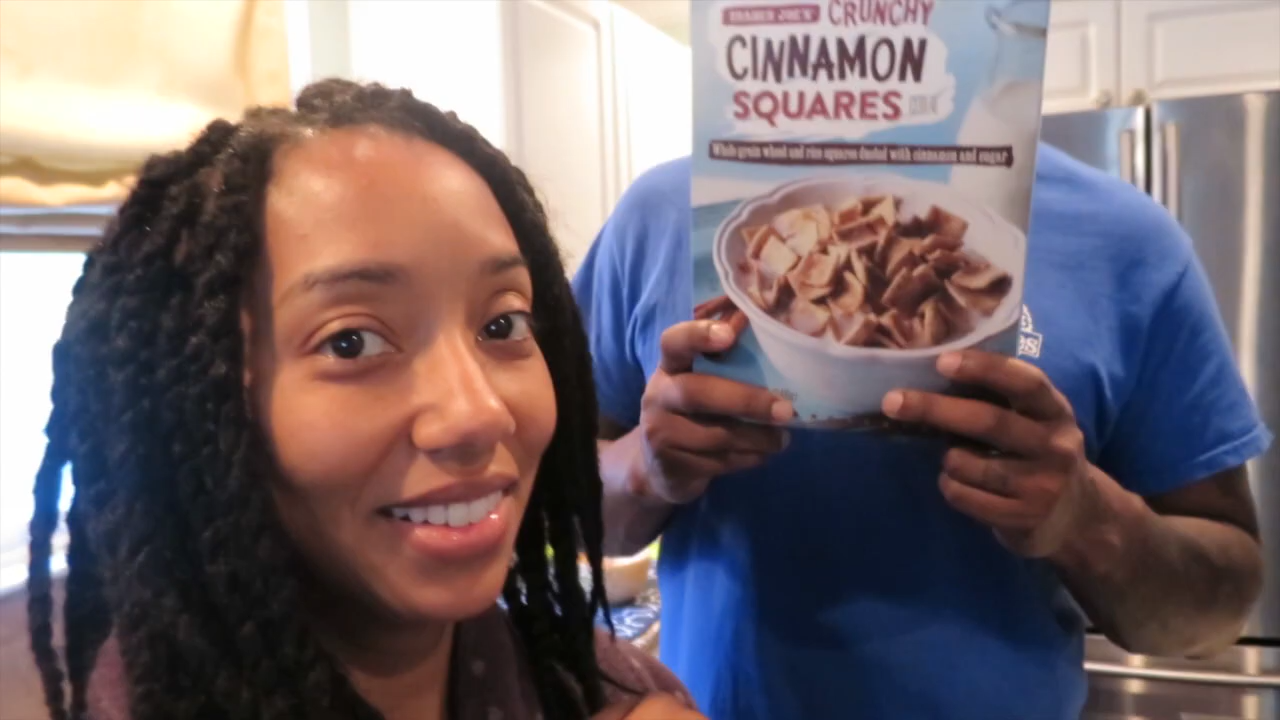 TRADER JOE'S CRUNCHY
CINNAMON
SQUARES
Whole grain wheat and rice squares dusted with cinnamon and sugar